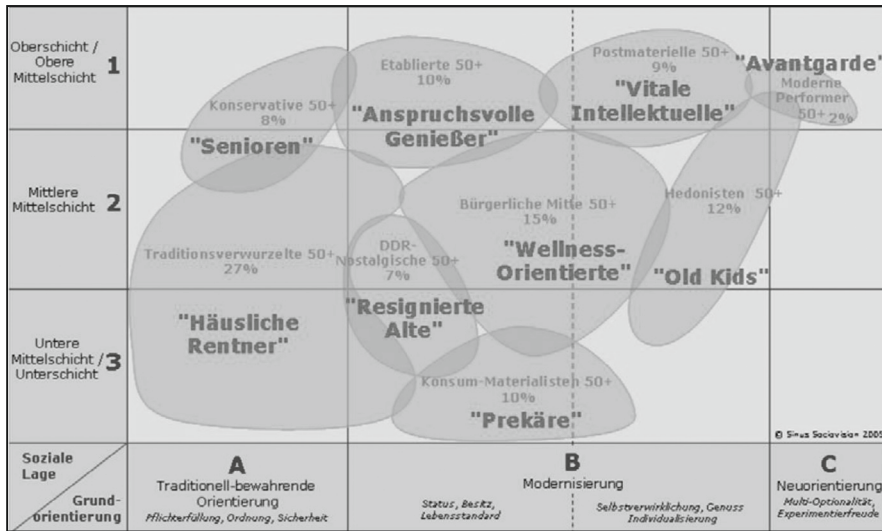 Oberschicht /
Obere
Mittelschicht
1
Konservative 50+
8%
"Senioren"
Etablierte 50+
10%
"Anspruchsvolle
Genießer"
Postmaterielle 50+
9%
"Vitale
Intellektuelle"
"Avantgarde"
Moderne
Performer
50+ 2%
Mittlere
Mittelschicht
2
Traditionsverwurzelte 50+
27%
"Häusliche
Rentner"
DDR-
Nostalgische 50+
7%
"Resignierte
Alte"
Bürgerliche Mitte 50+
15%
"Wellness-
Orientierte"
Hedonisten 50+
12%
"Old Kids"
Untere
Mittelschicht /
Unterschicht
3
Konsum-Materialisten 50+
10%
"Prekäre"
© Sinus Sociovision 2005
Soziale
Lage
Grund-
orientierung
A
Traditionell-bewahrende
Orientierung
Pflichterfüllung, Ordnung, Sicherheit
B
Modernisierung
Status, Besitz,
Lebensstandard
Selbstverwirklichung, Genuss
Individualisierung
C
Neuorientierung
Multi-Optionalität,
Experimentierfreude